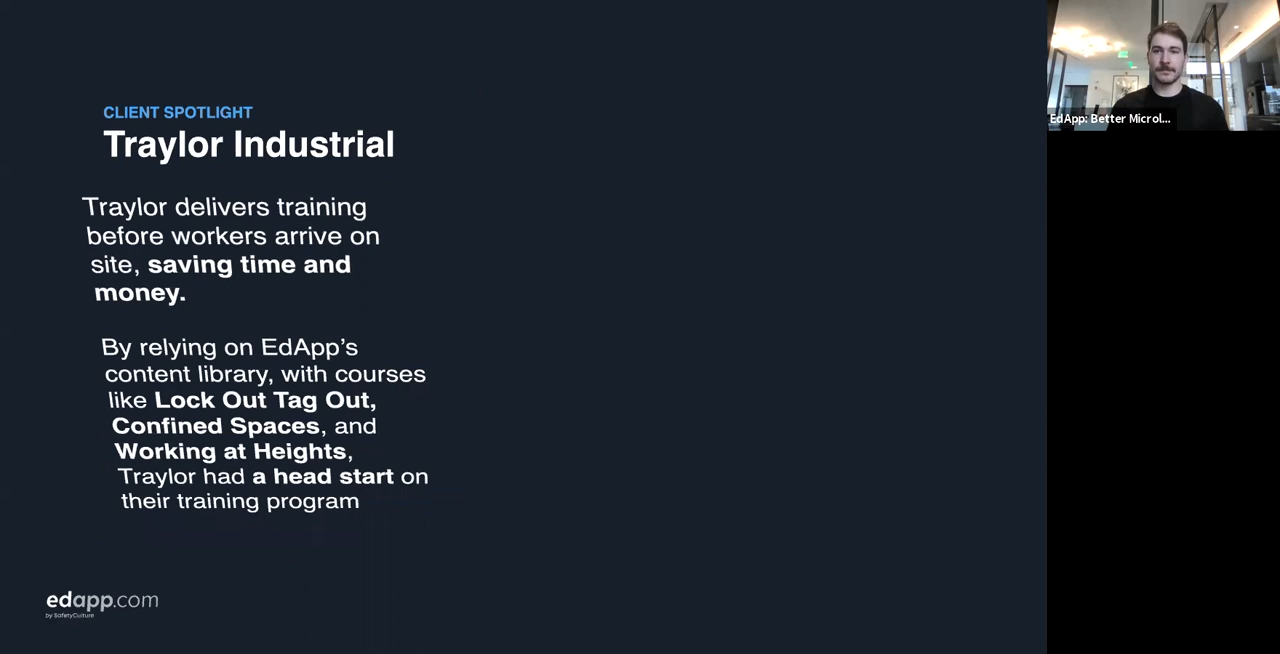 CLIENT SPOTLIGHT
Traylor Industrial
Traylor delivers training
before workers arrive on
site, saving time and
money.
By relying on EdApp’s
content library, with courses
like Lock Out Tag Out,
Confined Spaces, and
Working at Heights,
Traylor had a head start on
their training program
edapp.com
by SafetyCulture
EdApp: Better Microl...